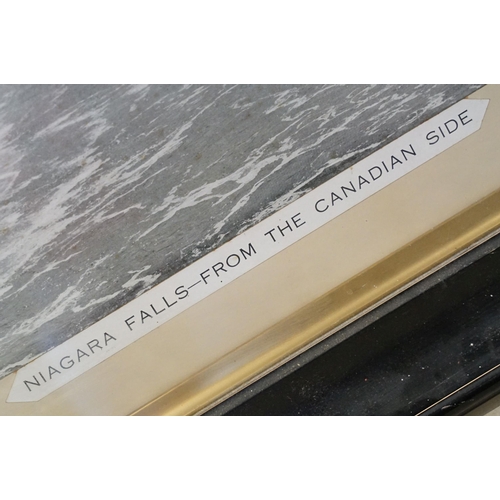 NIAGARA FALLS—FROM THE CANADIAN SIDE